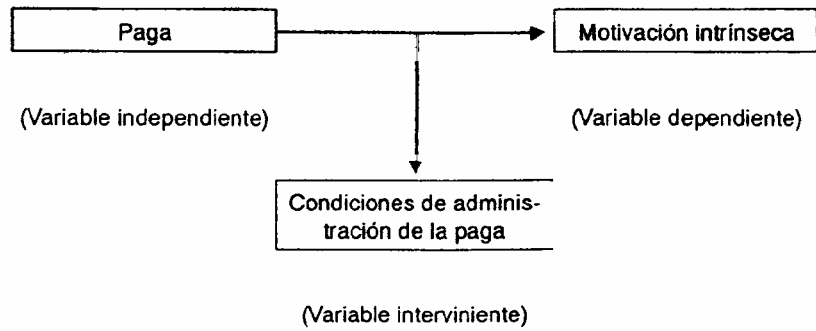 Paga
Motivación intrínseca
(Variable independiente)
(Variable dependiente)
Condiciones de adminis-
tración de la paga
(Variable interviniente)